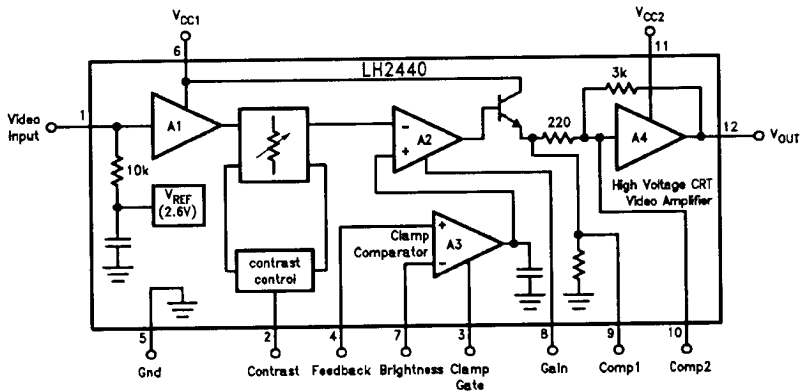 VCC1
VCC2
6
11
LH2440
3k
Video
Input
1
A1
220
A2
-
+
A4
12
VOUT
10k
VREF
(2.6V)
High Voltage CRT
Video Amplifier
Clamp
Comparator
+
-
A3
contrast
control
5
2
4
7
3
8
9
10
Gnd
Contrast
Feedback
Brightness
Clamp
Gate
Gain
Comp1
Comp2